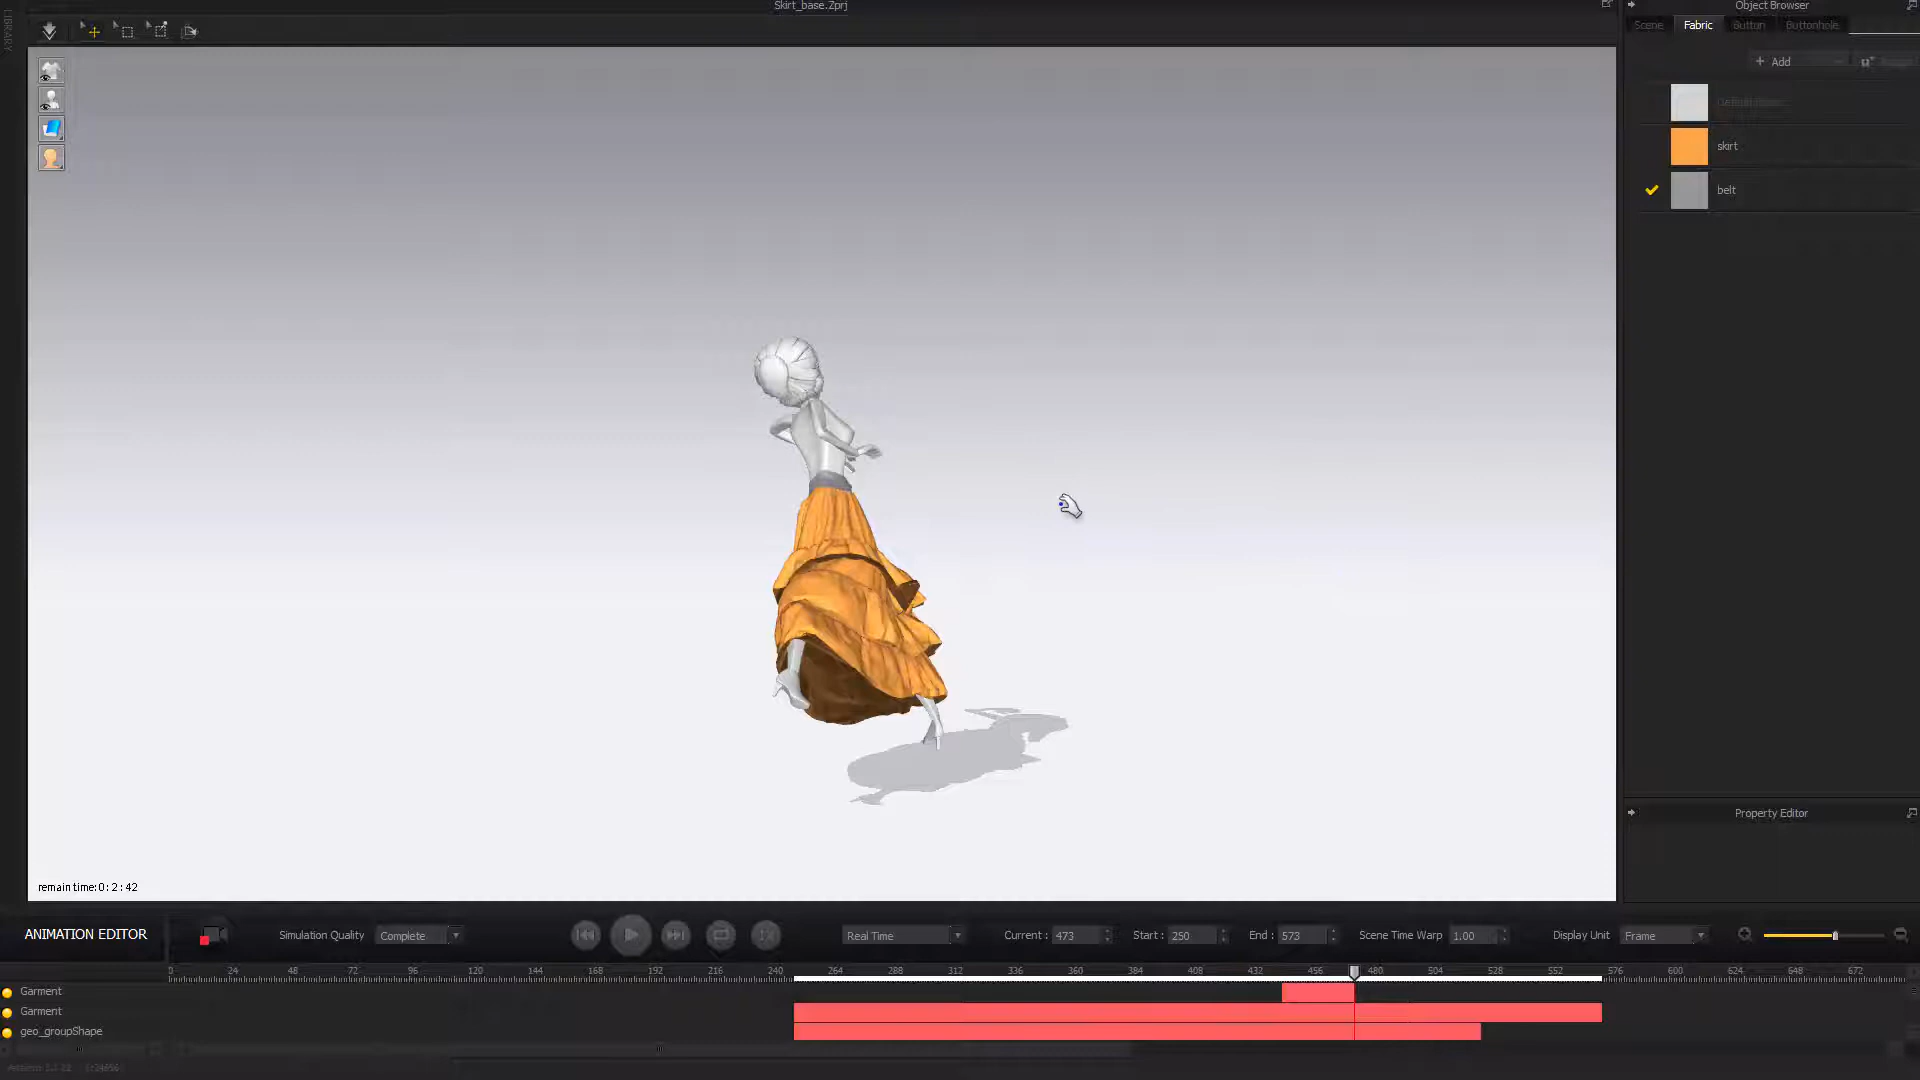 Skirt_base.Zprj
Object Browser
LIBRARY
Scene
Fabric
Button
Buttonhole
+ Add
skirt
belt
Property Editor
remain time: 0 : 2 : 42
ANIMATION EDITOR
Simulation Quality
Complete
1X
Real Time
Current : 473
Start : 250
End : 573
Scene Time Warp 1.00
Display Unit
Frame
0 24 48 72 96 120 144 168 192 216 240 264 288 312 336 360 384 408 432 456 480 504 528 552 576 600 624 648 672
Garment
Garment
geo_groupShape